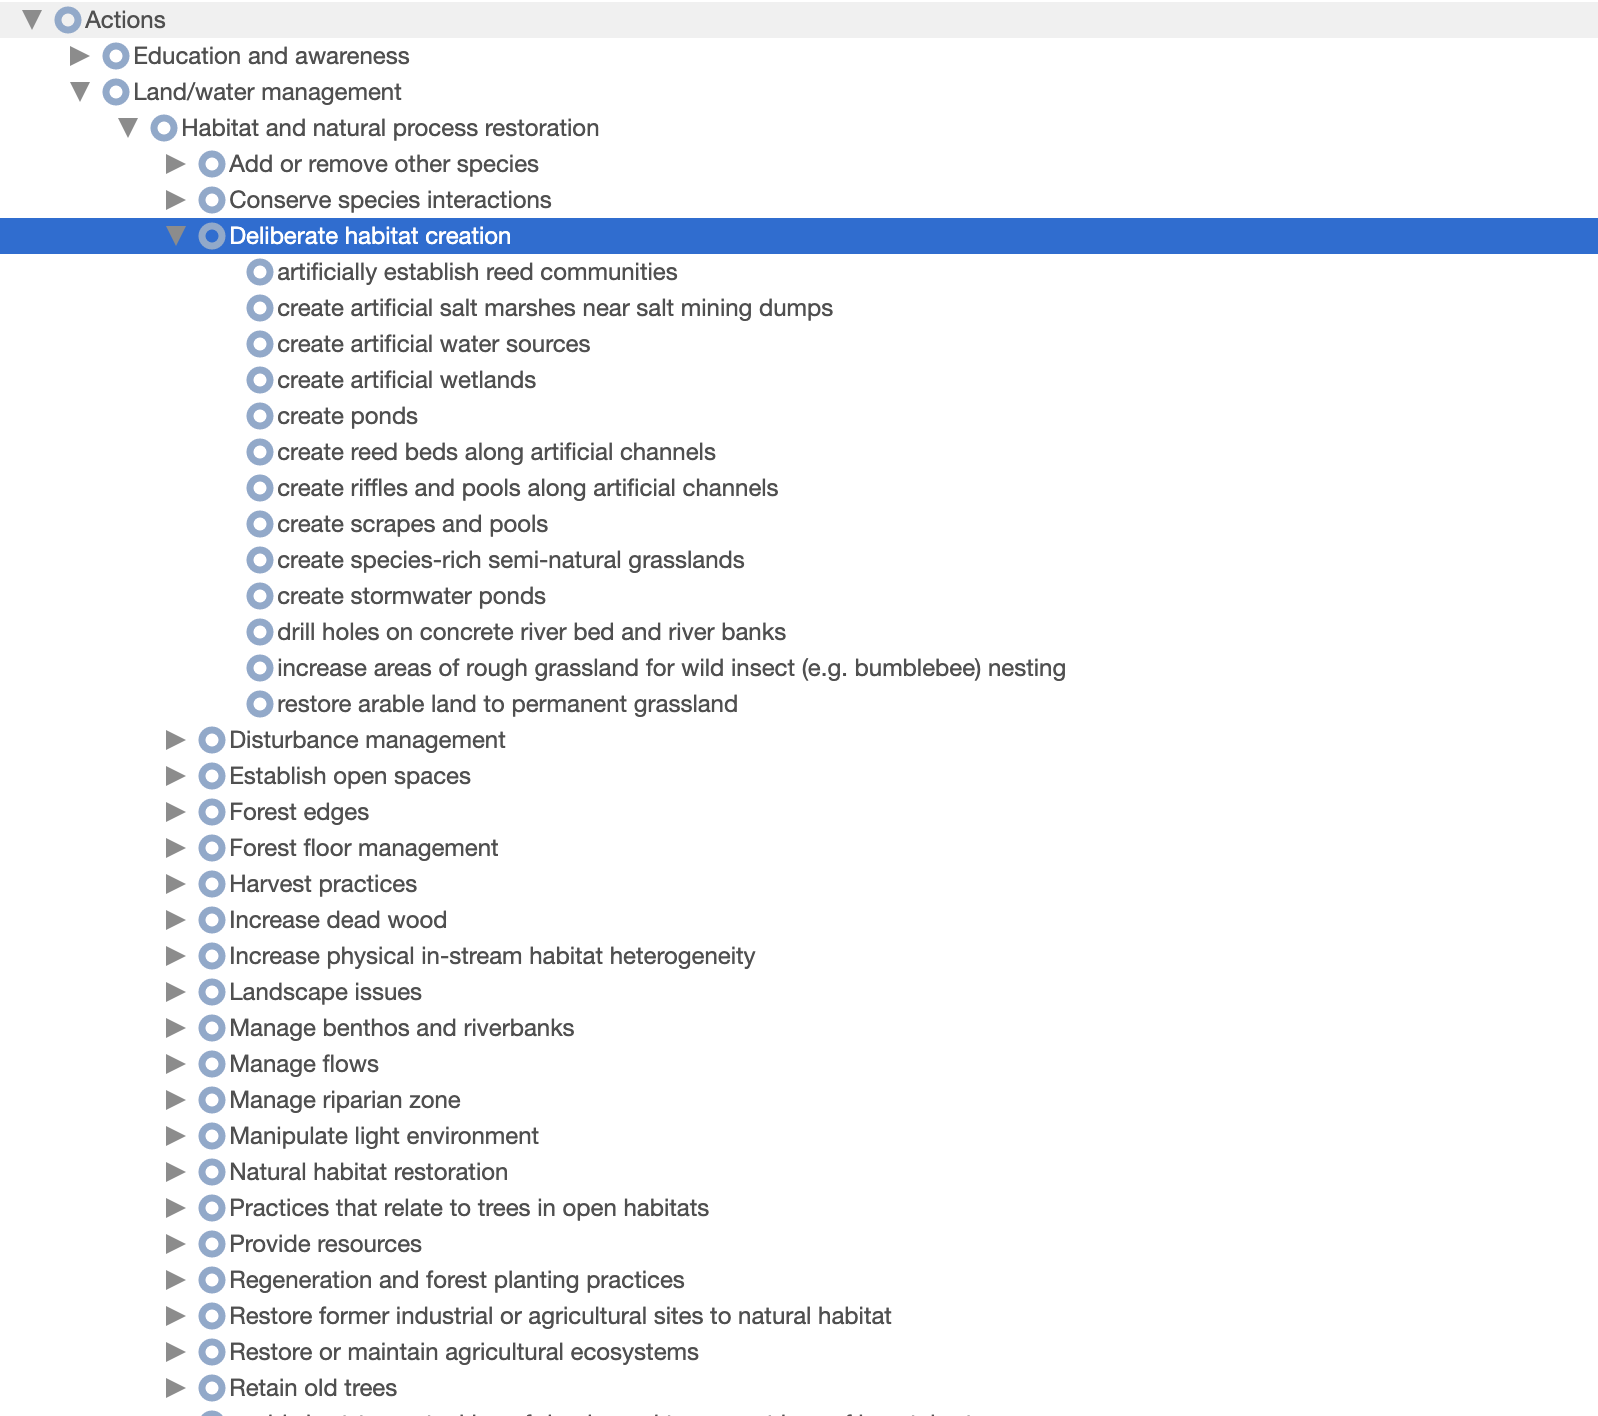 Actions
Education and awareness
Land/water management
Habitat and natural process restoration
Add or remove other species
Conserve species interactions
Deliberate habitat creation
artificially establish reed communities
create artificial salt marshes near salt mining dumps
create artificial water sources
create artificial wetlands
create ponds
create reed beds along artificial channels
create riffles and pools along artificial channels
create scrapes and pools
create species-rich semi-natural grasslands
create stormwater ponds
drill holes on concrete river bed and river banks
increase areas of rough grassland for wild insect (e.g. bumblebee) nesting
restore arable land to permanent grassland
Disturbance management
Establish open spaces
Forest edges
Forest floor management
Harvest practices
Increase dead wood
Increase physical in-stream habitat heterogeneity
Landscape issues
Manage benthos and riverbanks
Manage flows
Manage riparian zone
Manipulate light environment
Natural habitat restoration
Practices that relate to trees in open habitats
Provide resources
Regeneration and forest planting practices
Restore former industrial or agricultural sites to natural habitat
Restore or maintain agricultural ecosystems
Retain old trees